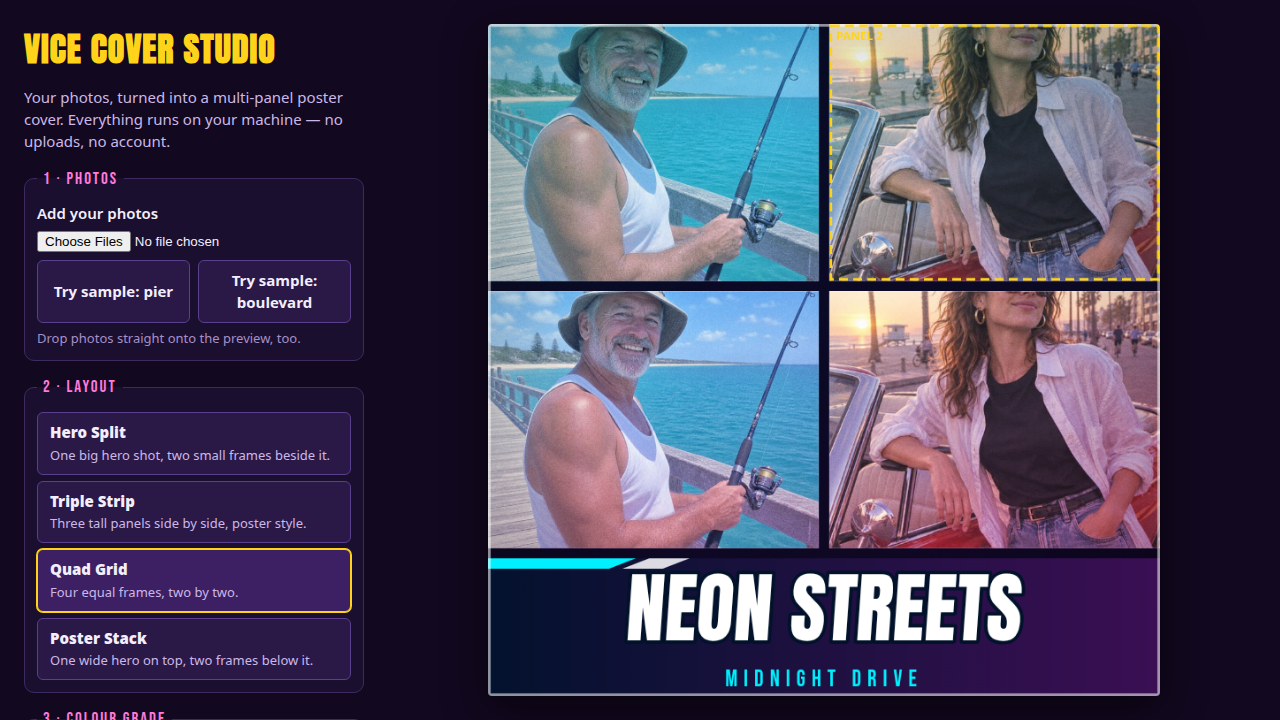 VICE COVER STUDIO
Your photos, turned into a multi-panel poster
cover. Everything runs on your machine — no
uploads, no account.
1 · PHOTOS
Add your photos
Choose Files No file chosen
Try sample: pier
Try sample:
boulevard
Drop photos straight onto the preview, too.
2 · LAYOUT
Hero Split
One big hero shot, two small frames beside it.
Triple Strip
Three tall panels side by side, poster style.
Quad Grid
Four equal frames, two by two.
Poster Stack
One wide hero on top, two frames below it.
3 · COLOUR GRADE
PANEL 2
NEON STREETS
MIDNIGHT DRIVE